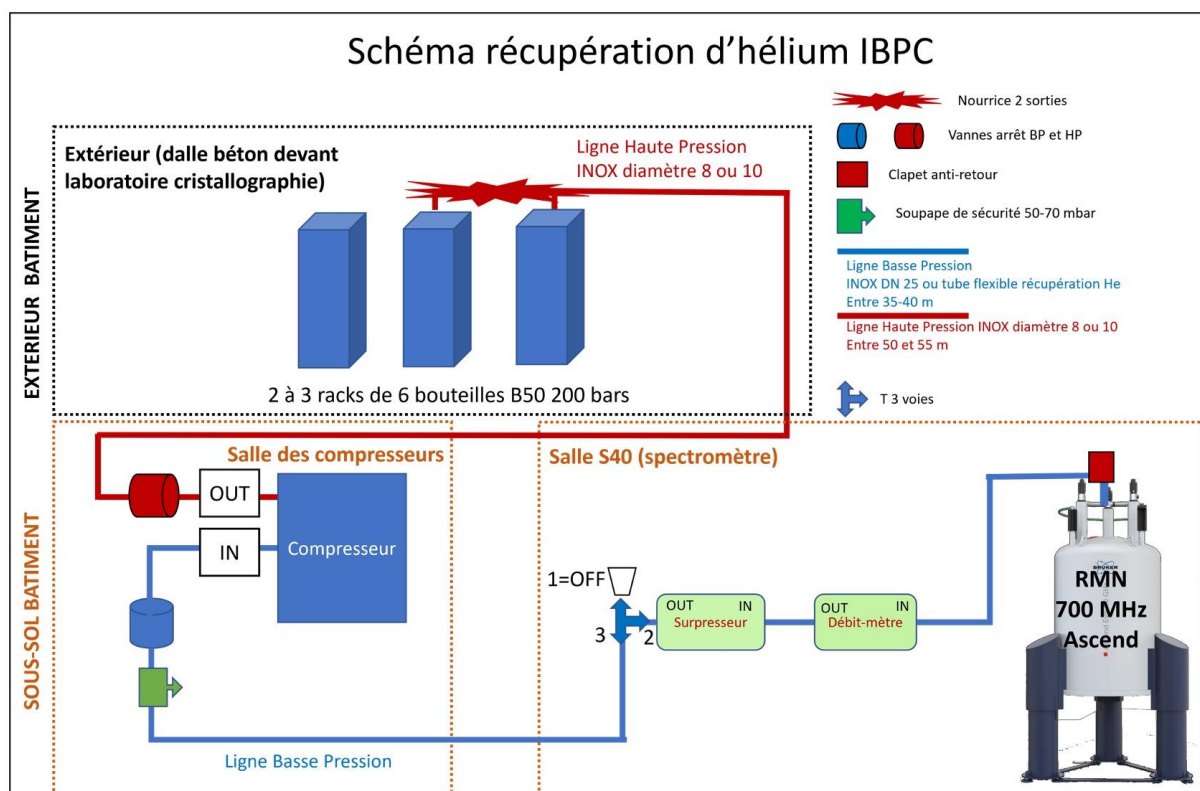 Schéma récupération d'hélium IBPC
EXTERIEUR BATIMENT
Extérieur (dalle béton devant
laboratoire cristallographie)
Ligne Haute Pression
INOX diamètre 8 ou 10
2 à 3 racks de 6 bouteilles B50 200 bars
Nourrice 2 sorties
Vannes arrêt BP et HP
Clapet anti-retour
Soupape de sécurité 50-70 mbar
Ligne Basse Pression
INOX DN 25 ou tube flexible récupération He
Entre 35-40 m
Ligne Haute Pression INOX diamètre 8 ou 10
Entre 50 et 55 m
T 3 voies
SOUS-SOL BATIMENT
Salle des compresseurs
OUT
IN
Compresseur
Ligne Basse Pression
Salle S40 (spectromètre)
1=OFF
3
2
OUT IN
Surpresseur
OUT IN
Débit-mètre
BRUKER
RMN
700 MHz
Ascend